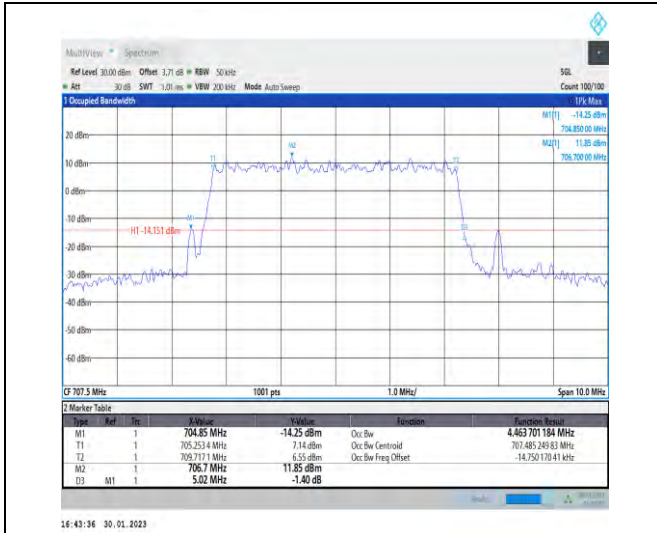 MultiView Spectrum
Ref Level 30.00 dBm Offset 3.71 dB RBW 50 kHz SGL
Att 30 dB SWT 1.01 ms VBW 200 kHz Mode Auto Sweep Count 100/100
1 Occupied Bandwidth 1Pk Max
M1[1] -14.25 dBm
704.850 00 MHz
M2[1] 11.85 dBm
706.700 00 MHz
20 dBm
M2
T1 T2
10 dBm
0 dBm
-10 dBm
M1
H1 -14.151 dBm
D3
-20 dBm
-30 dBm
-40 dBm
-50 dBm
-60 dBm
CF 707.5 MHz 1001 pts 1.0 MHz/ Span 10.0 MHz
2 Marker Table
Type Ref Trc X-Value Y-Value Function Function Result
M1 1 704.85 MHz -14.25 dBm Occ Bw 4.463 701 184 MHz
T1 1 705.253 4 MHz 7.14 dBm Occ Bw Centroid 707.485 249 83 MHz
T2 1 709.717 1 MHz 6.55 dBm Occ Bw Freq Offset -14.750 170 41 kHz
M2 1 706.7 MHz 11.85 dBm
D3 M1 1 5.02 MHz -1.40 dB
16:43:36 30.01.2023